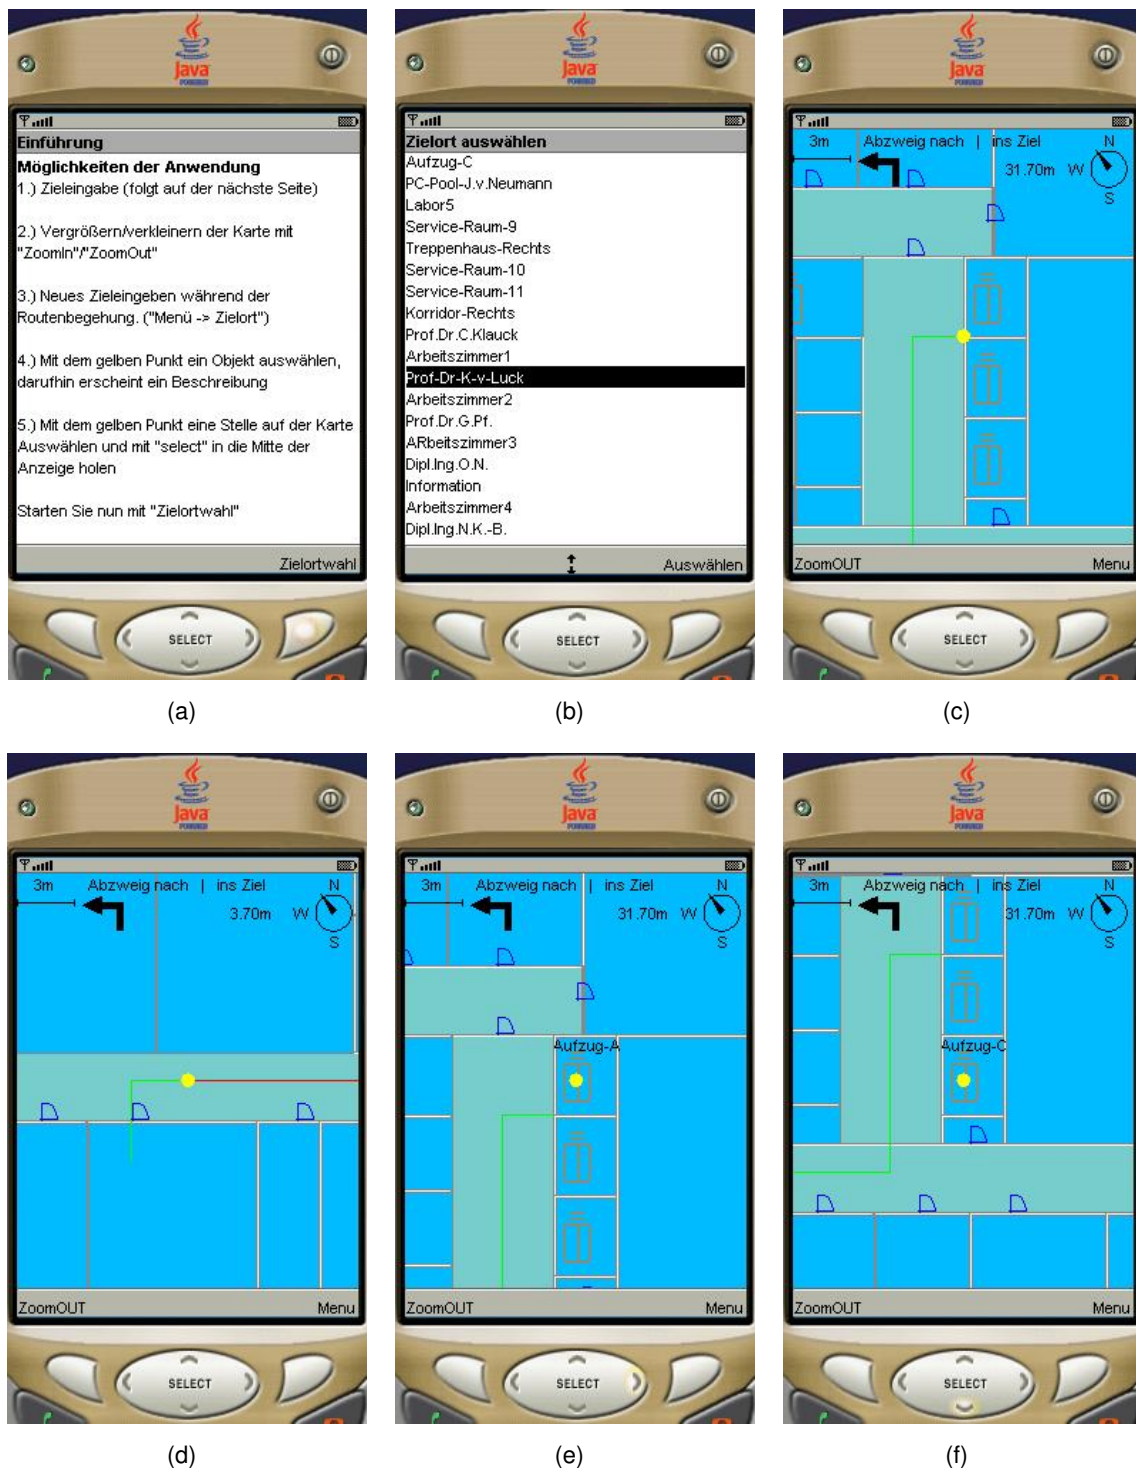 Java
POWERED
Einführung
Möglichkeiten der Anwendung
1.) Zieleingabe (folgt auf der nächste Seite)
2.) Vergrößern/verkleinern der Karte mit
"ZoomIn"/"ZoomOut"
3.) Neues Zieleingeben während der
Routenbegehung. ("Menü -> Zielort")
4.) Mit dem gelben Punkt ein Objekt auswählen,
darufhin erscheint ein Beschreibung
5.) Mit dem gelben Punkt eine Stelle auf der Karte
Auswählen und mit "select" in die Mitte der
Anzeige holen
Starten Sie nun mit "Zielortwahl"
Zielortwahl
SELECT
(a)
Java
POWERED
Zielort auswählen
Aufzug-C
PC-Pool-J.v.Neumann
Labor5
Service-Raum-9
Treppenhaus-Rechts
Service-Raum-10
Service-Raum-11
Korridor-Rechts
Prof.Dr.C.Klauck
Arbeitszimmer1
Prof-Dr-K-v-Luck
Arbeitszimmer2
Prof.Dr.G.Pf.
ARbeitszimmer3
Dipl.Ing.O.N.
Information
Arbeitszimmer4
Dipl.Ing.N.K.-B.
Auswählen
SELECT
(b)
Java
POWERED
3m Abzweig nach | ins Ziel N
31.70m W
S
ZoomOUT Menu
SELECT
(c)
Java
POWERED
3m Abzweig nach | ins Ziel N
3.70m W
S
ZoomOUT Menu
SELECT
(d)
Java
POWERED
3m Abzweig nach | ins Ziel N
31.70m W
S
Aufzug-A
ZoomOUT Menu
SELECT
(e)
Java
POWERED
3m Abzweig nach | ins Ziel N
31.70m W
S
Aufzug-C
ZoomOUT Menu
SELECT
(f)